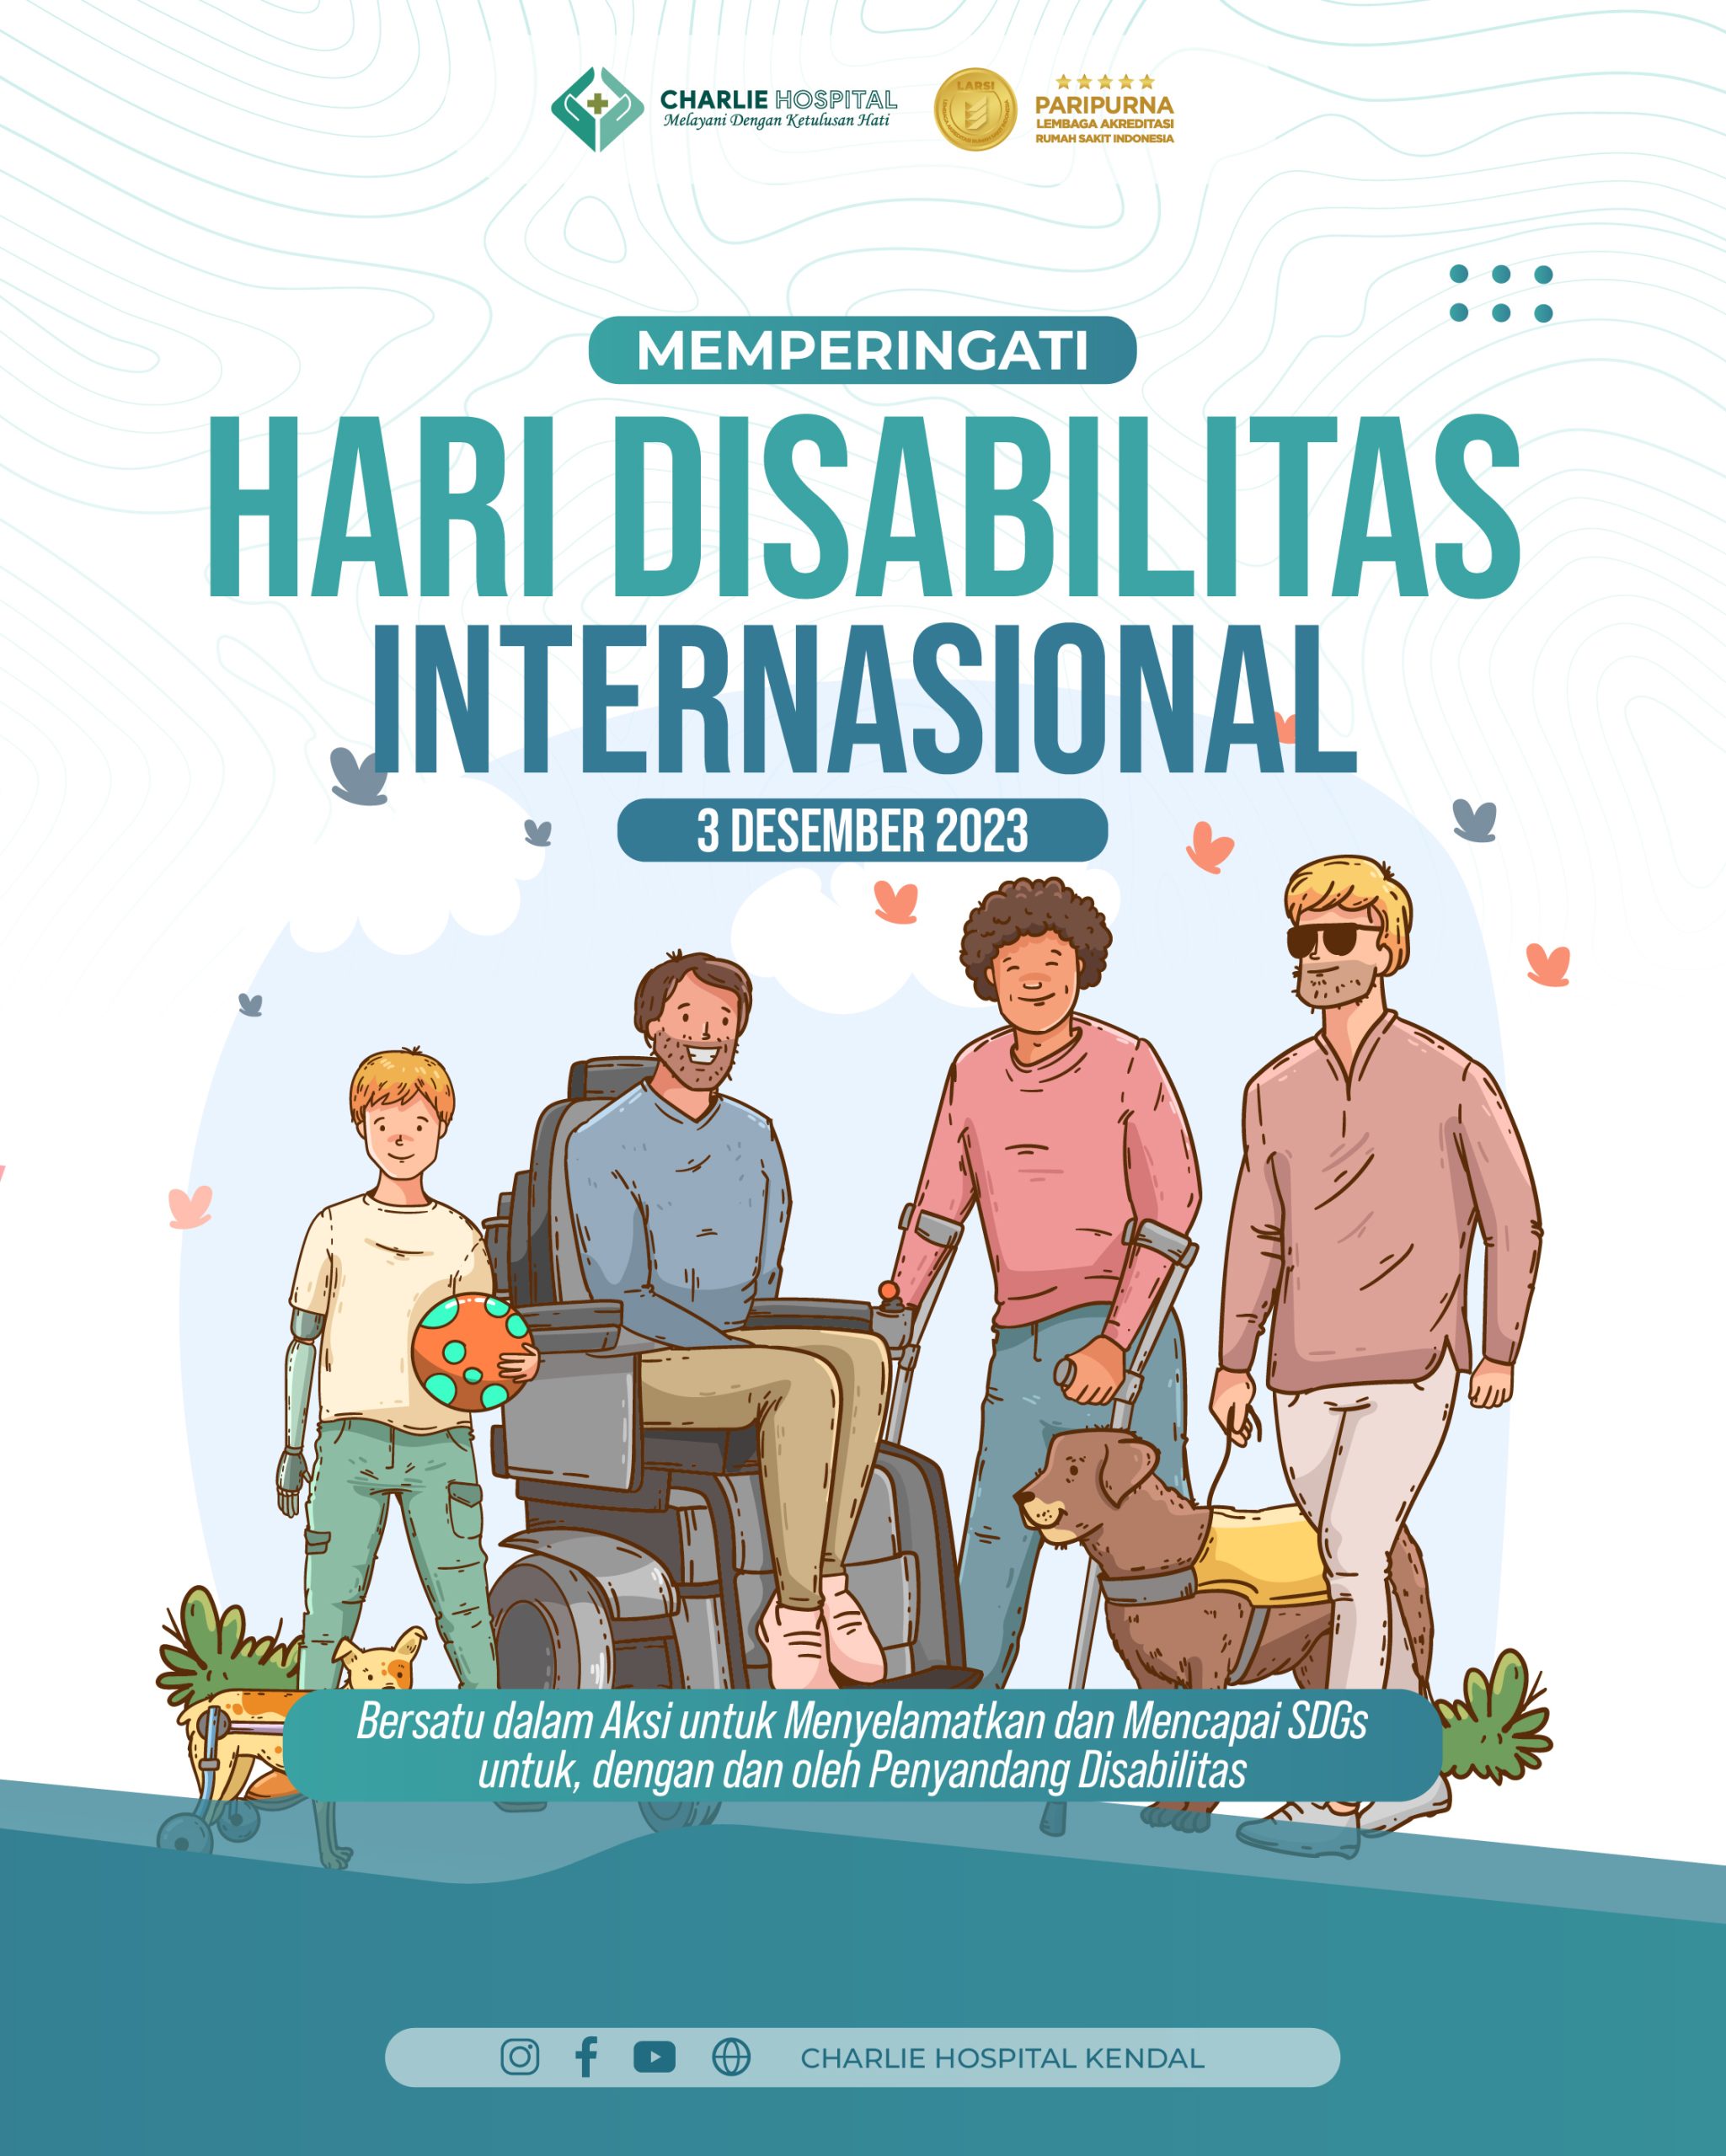 CHARLIE HOSPITAL
Melayani Dengan Ketulusan Hati
LARSI
PARIPURNA
LEMBAGA AKREDITASI
RUMAH SAKIT INDONESIA
MEMPERINGATI
HARI DISABILITAS
INTERNASIONAL
3 DESEMBER 2023
Bersatu dalam Aksi untuk Menyelamatkan dan Mencapai SDGs
untuk, dengan dan oleh Penyandang Disabilitas
CHARLIE HOSPITAL KENDAL